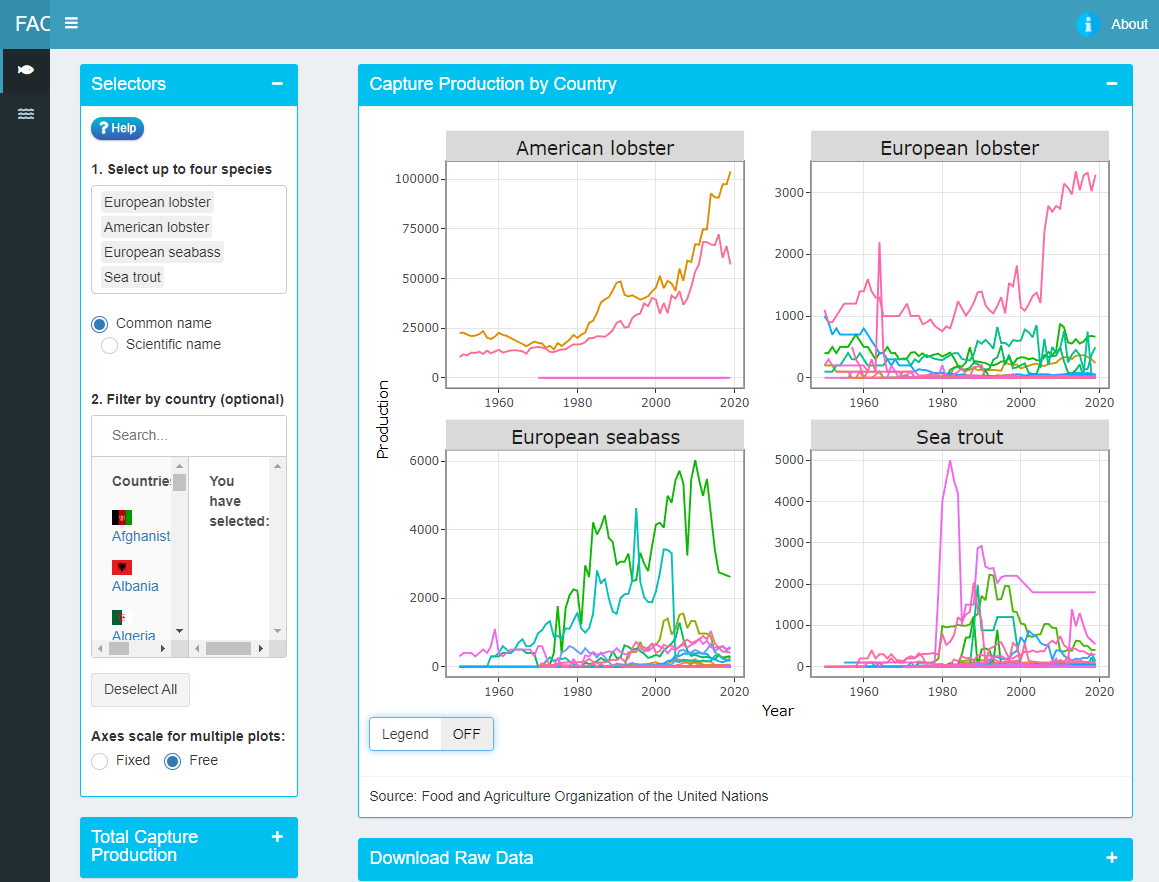 FAO
About
Selectors
? Help
1. Select up to four species
European lobster
American lobster
European seabass
Sea trout
Common name
Scientific name
2. Filter by country (optional)
Search...
Countries
You
have
selected:
Afghanist
Albania
Algeria
Deselect All
Axes scale for multiple plots:
Fixed
Free
Total Capture
Production
Capture Production by Country
American lobster
100000
75000
50000
25000
0
1960 1980 2000 2020
European lobster
3000
2000
1000
0
1960 1980 2000 2020
Production
European seabass
6000
4000
2000
0
1960 1980 2000 2020
Sea trout
5000
4000
3000
2000
1000
0
1960 1980 2000 2020
Year
Legend OFF
Source: Food and Agriculture Organization of the United Nations
Download Raw Data